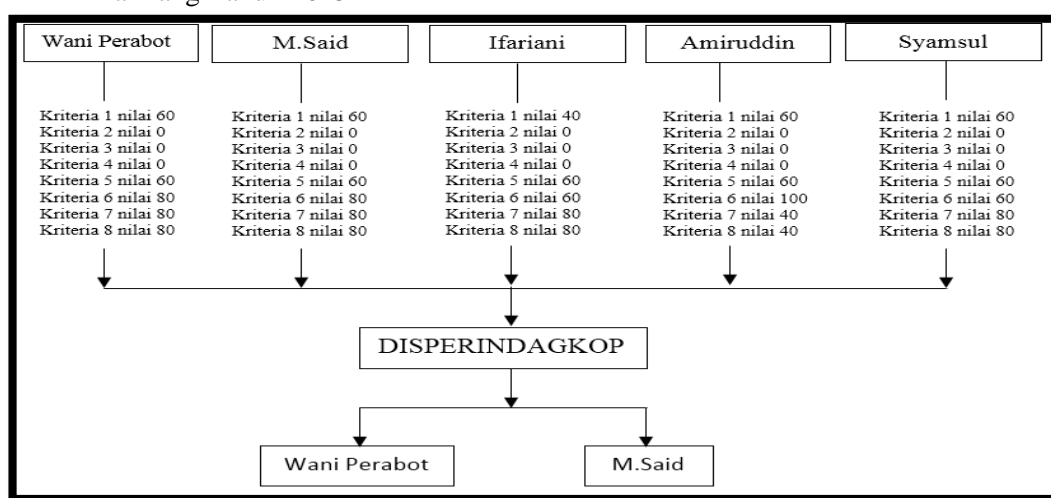 Wani Perabot
M.Said
Ifariani
Amiruddin
Syamsul
Kriteria 1 nilai 60
Kriteria 2 nilai 0
Kriteria 3 nilai 0
Kriteria 4 nilai 0
Kriteria 5 nilai 60
Kriteria 6 nilai 80
Kriteria 7 nilai 80
Kriteria 8 nilai 80
Kriteria 1 nilai 60
Kriteria 2 nilai 0
Kriteria 3 nilai 0
Kriteria 4 nilai 0
Kriteria 5 nilai 60
Kriteria 6 nilai 80
Kriteria 7 nilai 80
Kriteria 8 nilai 80
Kriteria 1 nilai 40
Kriteria 2 nilai 0
Kriteria 3 nilai 0
Kriteria 4 nilai 0
Kriteria 5 nilai 60
Kriteria 6 nilai 60
Kriteria 7 nilai 80
Kriteria 8 nilai 80
Kriteria 1 nilai 60
Kriteria 2 nilai 0
Kriteria 3 nilai 0
Kriteria 4 nilai 0
Kriteria 5 nilai 60
Kriteria 6 nilai 100
Kriteria 7 nilai 40
Kriteria 8 nilai 40
Kriteria 1 nilai 60
Kriteria 2 nilai 0
Kriteria 3 nilai 0
Kriteria 4 nilai 0
Kriteria 5 nilai 60
Kriteria 6 nilai 60
Kriteria 7 nilai 80
Kriteria 8 nilai 80
DISPERINDAGKOP
Wani Perabot
M.Said